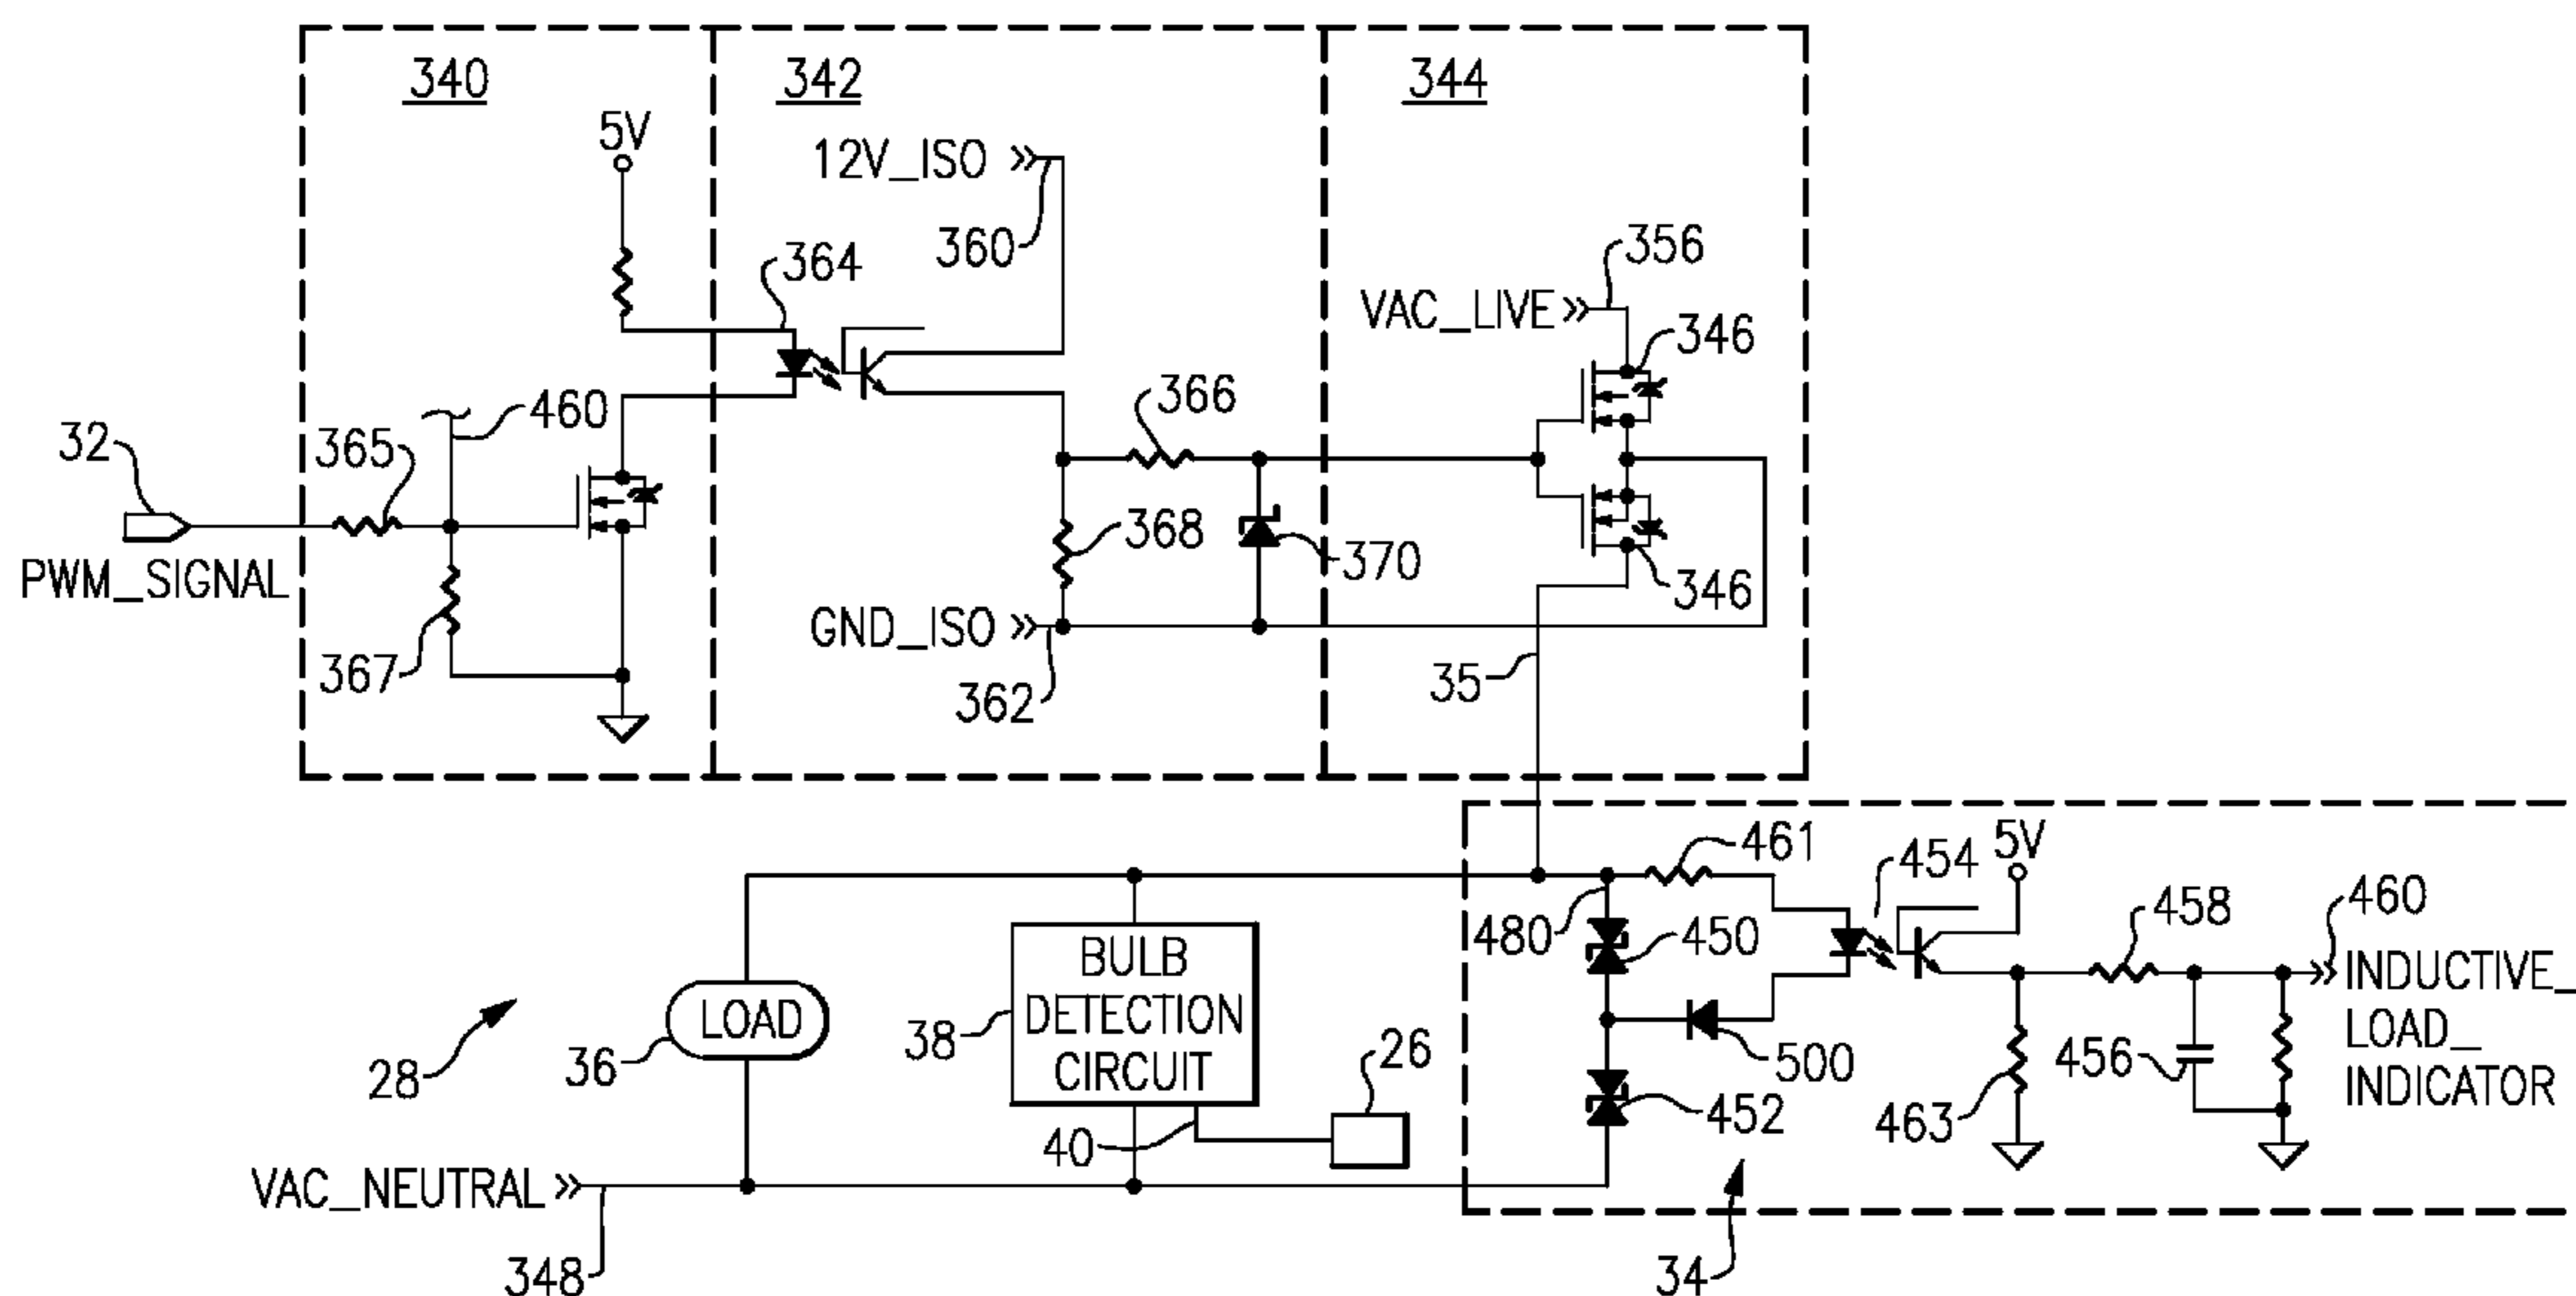 340
342
344
5V
12V_ISO
360
364
356
VAC_LIVE
346
32
460
365
366
PWM_SIGNAL
368
370
346
367
GND_ISO
362
35
461
454
5V
480
450
458
460
BULB
DETECTION
CIRCUIT
38
LOAD
36
28
26
500
456
INDUCTIVE_
LOAD_
INDICATOR
452
463
40
VAC_NEUTRAL
348
34